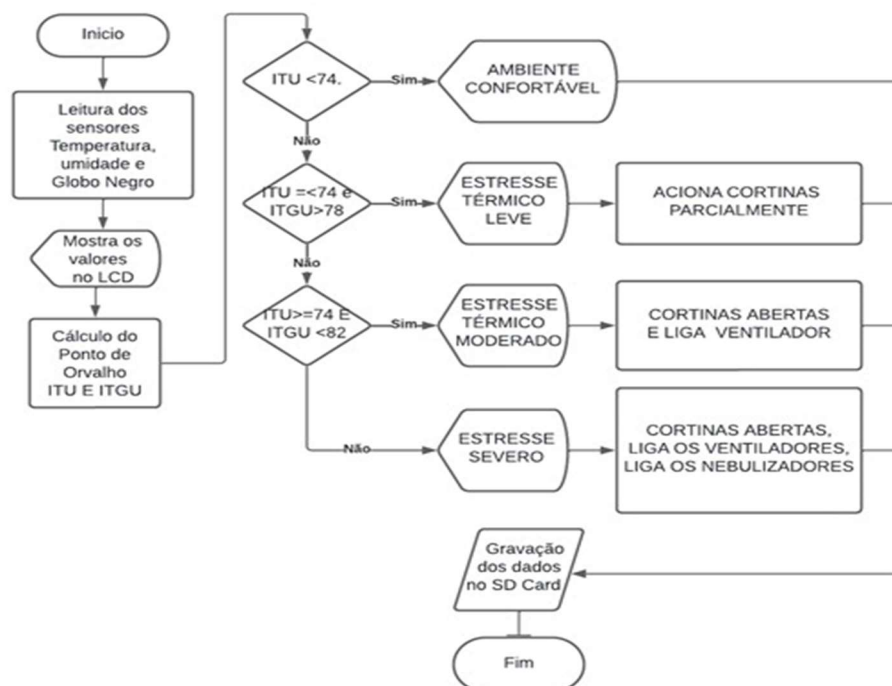 Inicio
Leitura dos
sensores
Temperatura,
umidade e
Globo Negro
Mostra os
valores
no LCD
Cálculo do
Ponto de
Orvalho
ITU E ITGU
ITU <74.
Sim
AMBIENTE
CONFORTÁVEL
Não
ITU =<74 e
ITGU>78
Sim
ESTRESSE
TÉRMICO
LEVE
ACIONA CORTINAS
PARCIALMENTE
Não
ITU>=74 E
ITGU <82
Sim
ESTRESSE
TÉRMICO
MODERADO
CORTINAS ABERTAS
E LIGA VENTILADOR
Não
ESTRESSE
SEVERO
CORTINAS ABERTAS,
LIGA OS VENTILADORES,
LIGA OS NEBULIZADORES
Gravação
dos dados
no SD Card
Fim